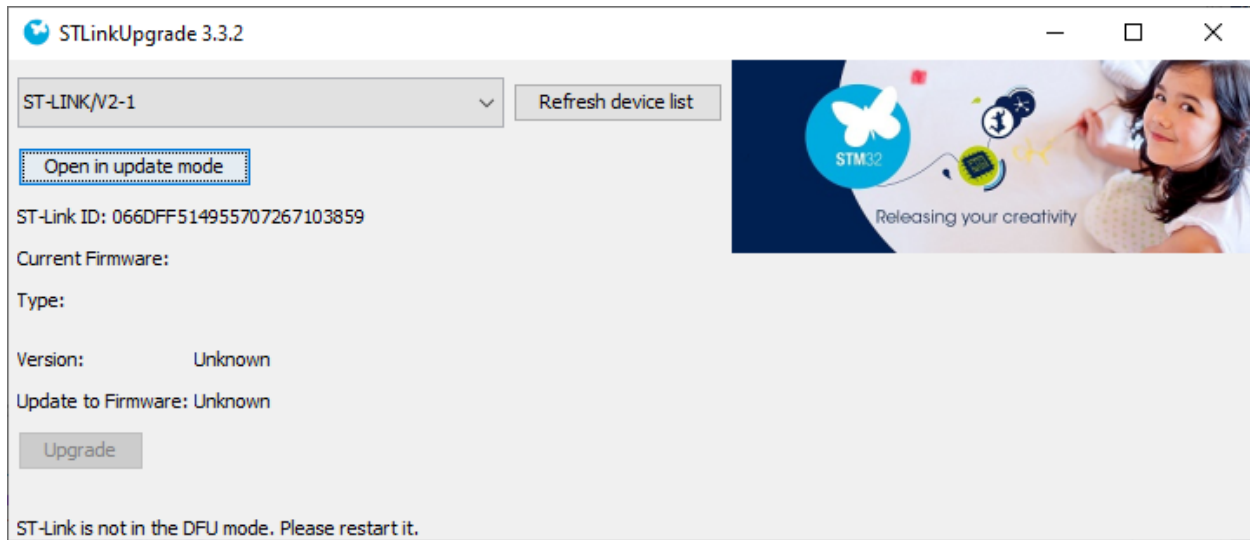 STLinkUpgrade 3.3.2
ST-LINK/V2-1
Refresh device list
STM32
Releasing your creativity
Open in update mode
ST-Link ID: 066DFF514955707267103859
Current Firmware:
Type:
Version: Unknown
Update to Firmware: Unknown
Upgrade
ST-Link is not in the DFU mode. Please restart it.